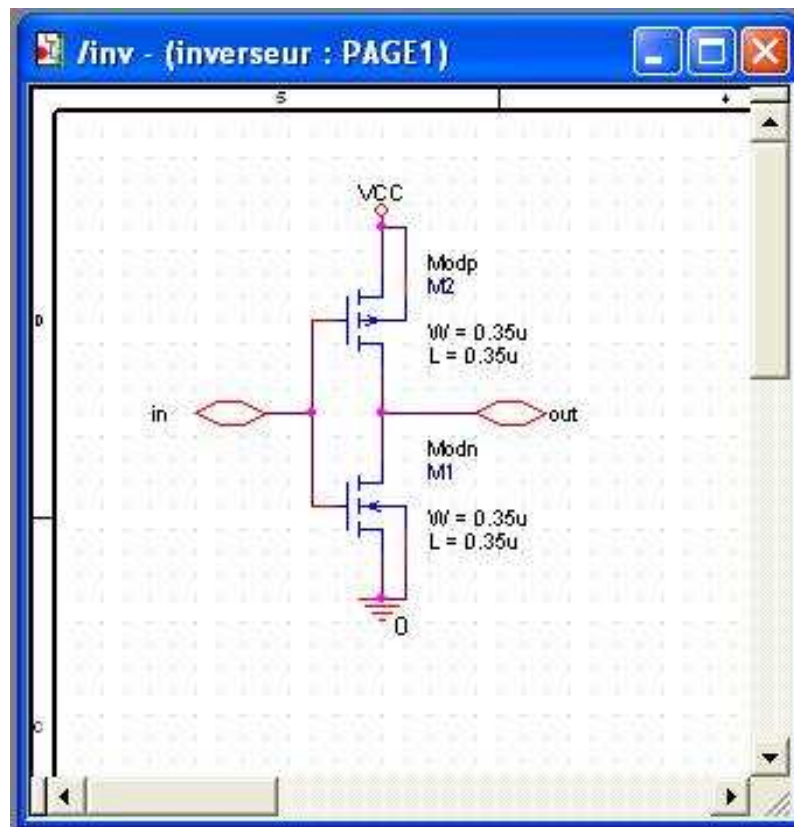 /inv - (inverseur : PAGE1)
5
4
VCC
Modp
M2
D
W = 0.35u
L = 0.35u
in
out
Modn
M1
W = 0.35u
L = 0.35u
0
C